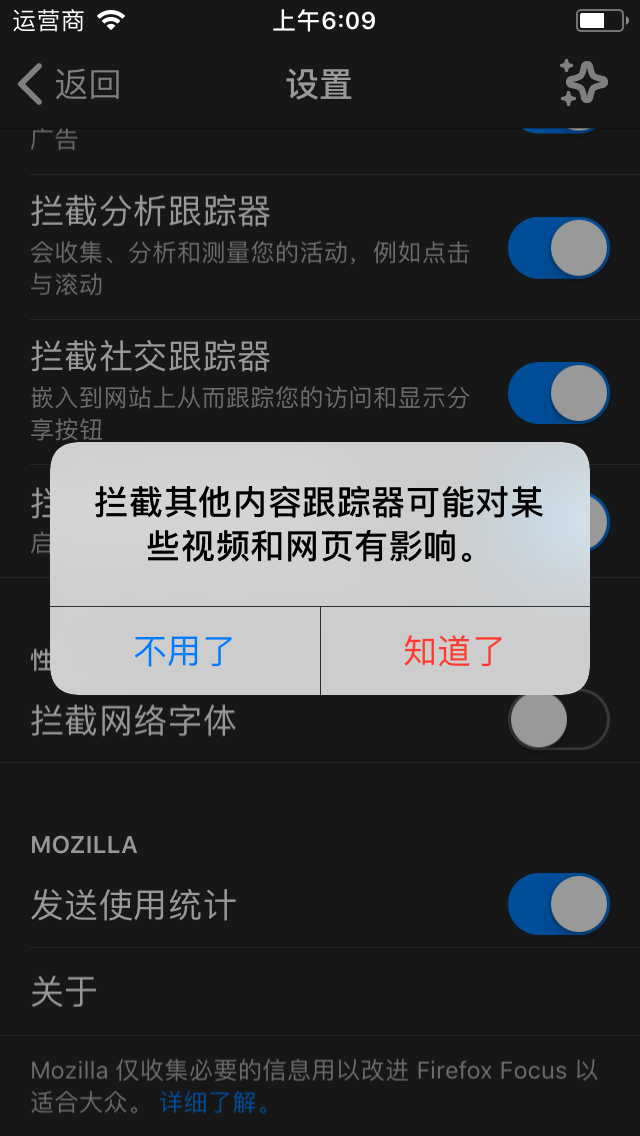 运营商
上午6:09
返回
设置
广告
拦截分析跟踪器
会收集、分析和测量您的活动，例如点击
与滚动
拦截社交跟踪器
嵌入到网站上从而跟踪您的访问和显示分
享按钮
拦截其他内容跟踪器可能对某
些视频和网页有影响。
不用了
知道了
拦
启
性
拦截网络字体
MOZILLA
发送使用统计
关于
Mozilla 仅收集必要的信息用以改进 Firefox Focus 以
适合大众。 详细了解。